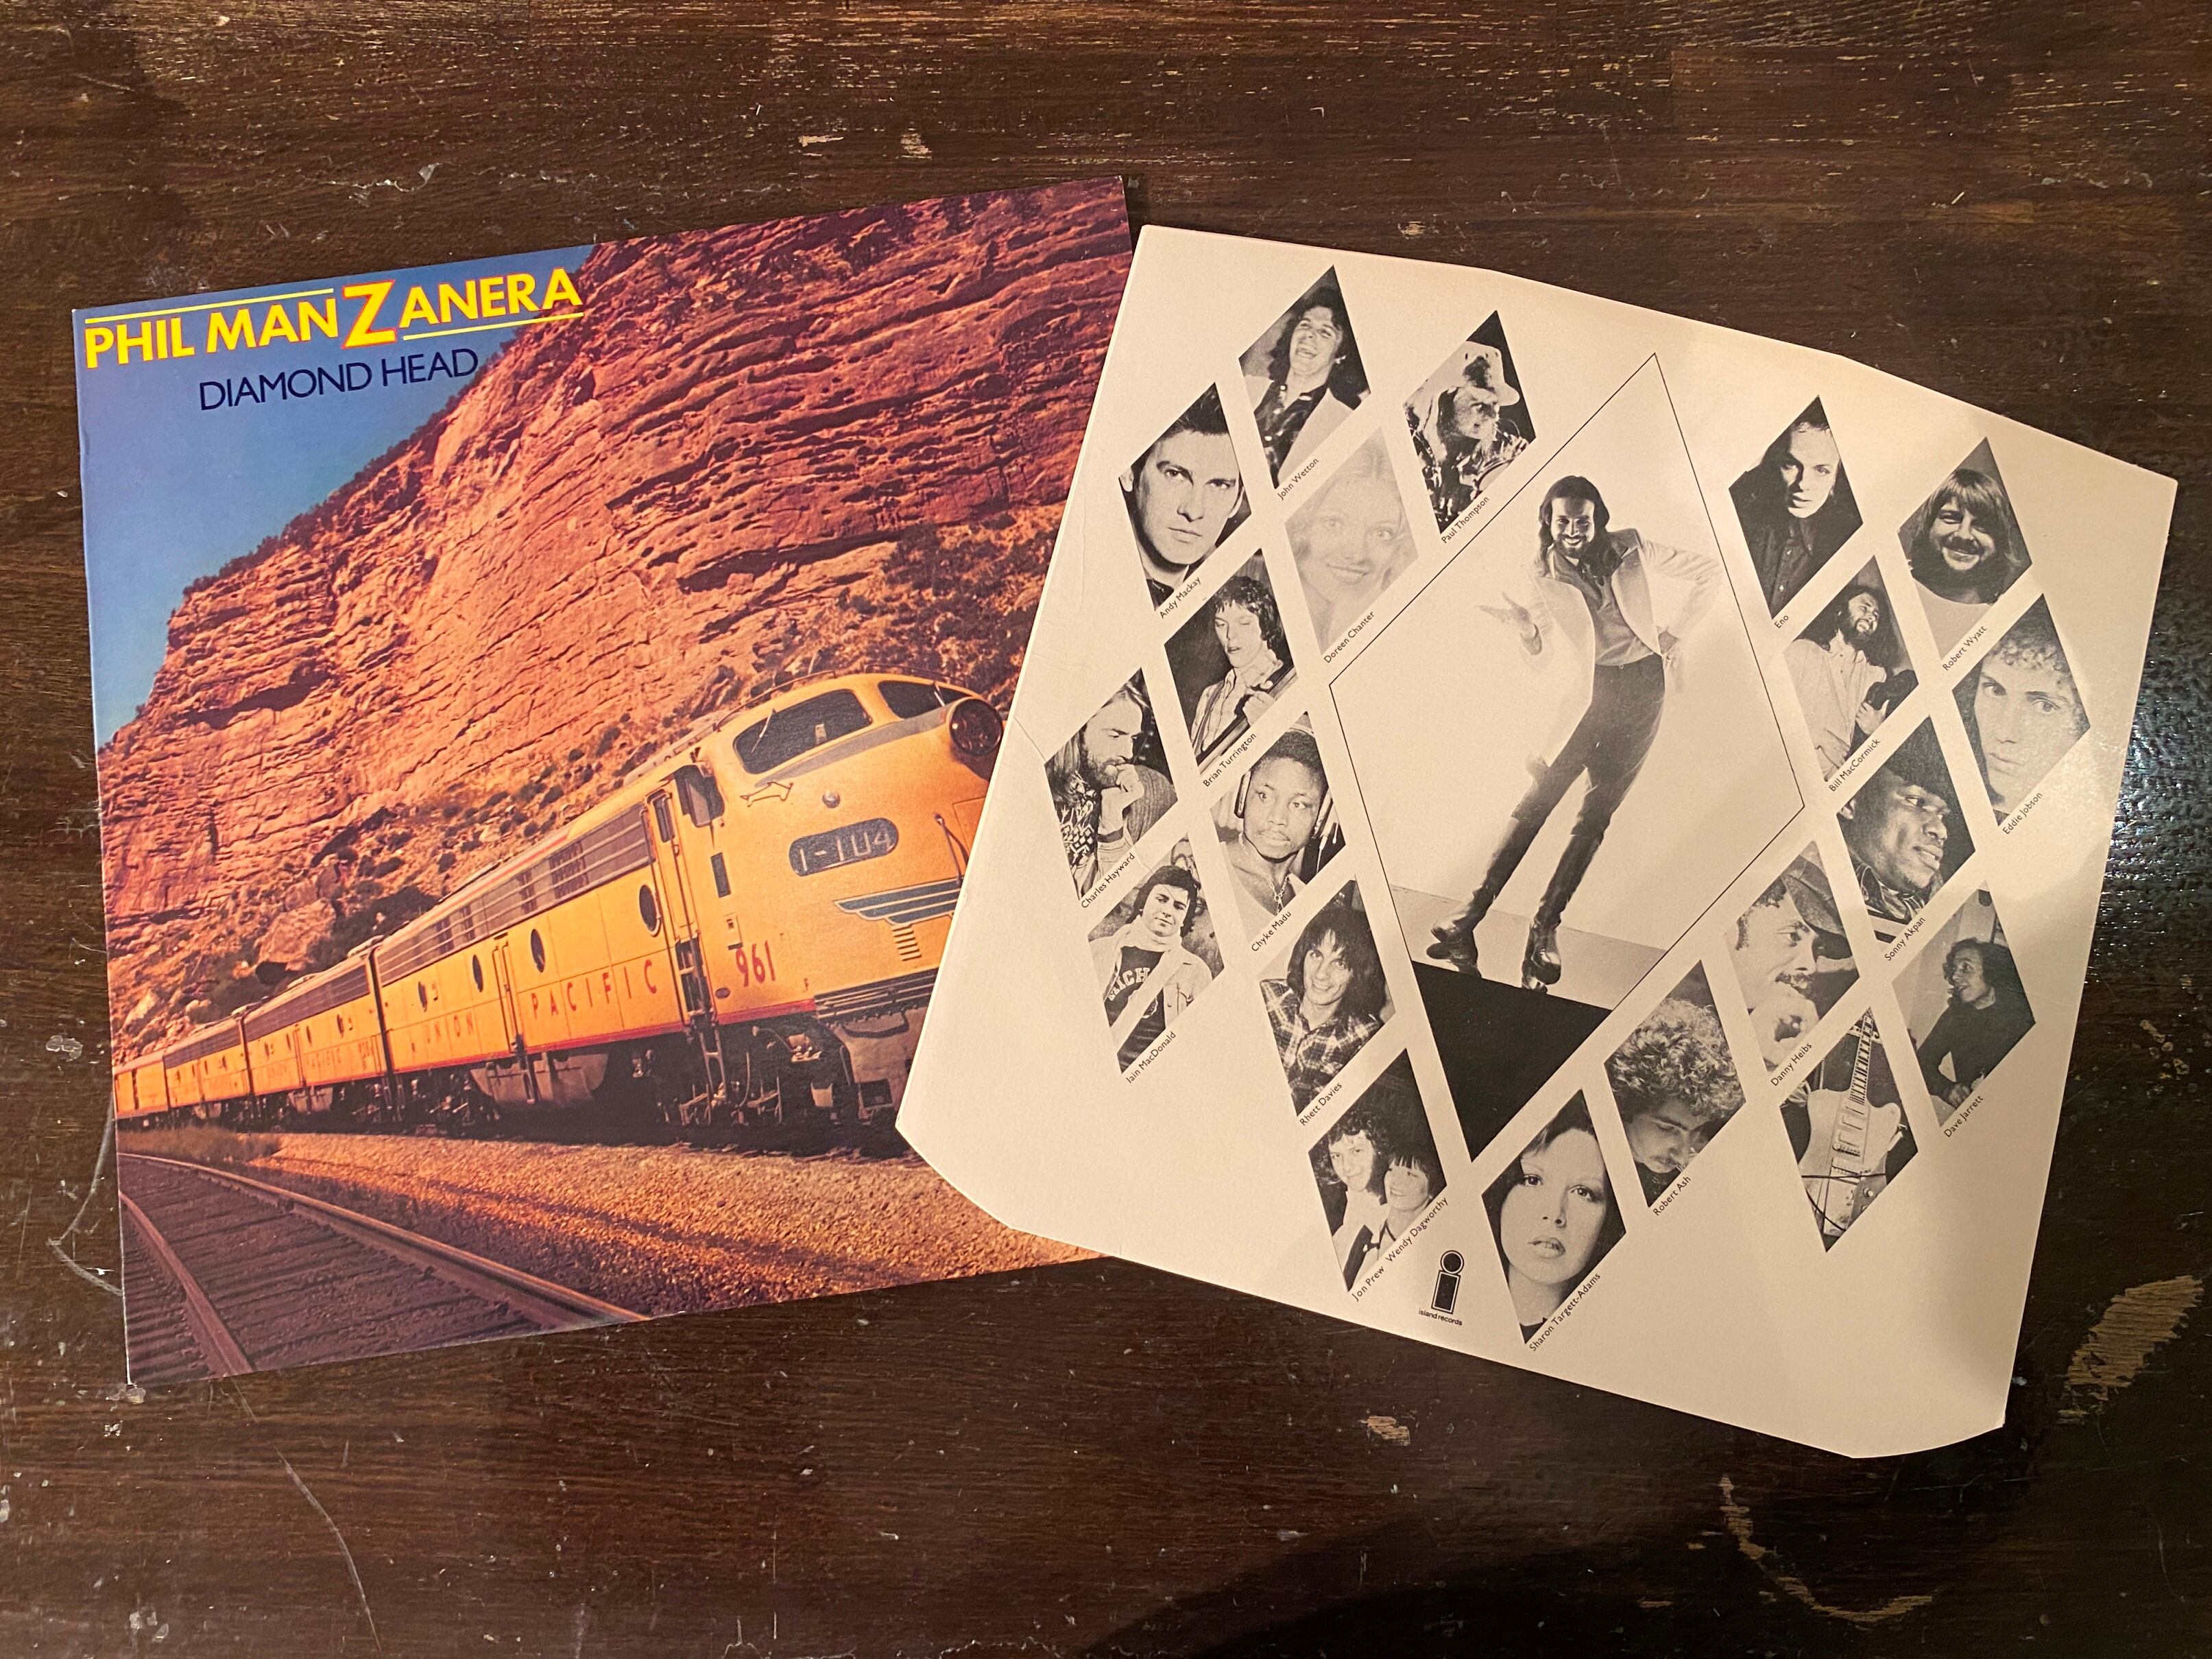 PHIL MANZANERA
DIAMOND HEAD
1-1U4
961
UNION PACIFIC
John Wetton
Paul Thompson
Andy Mackay
Doreen Chanter
Brian Turrington
Charles Hayward
Chyke Madu
Iain MacDonald
Rhett Davies
Jon Prew Wendy Dagworthy
island records
Sharon Targett-Adams
Robert Ash
Eno
Robert Wyatt
Bill MacCormick
Eddie Jobson
Sonny Akpan
Danny Heibs
Dave Jarrett